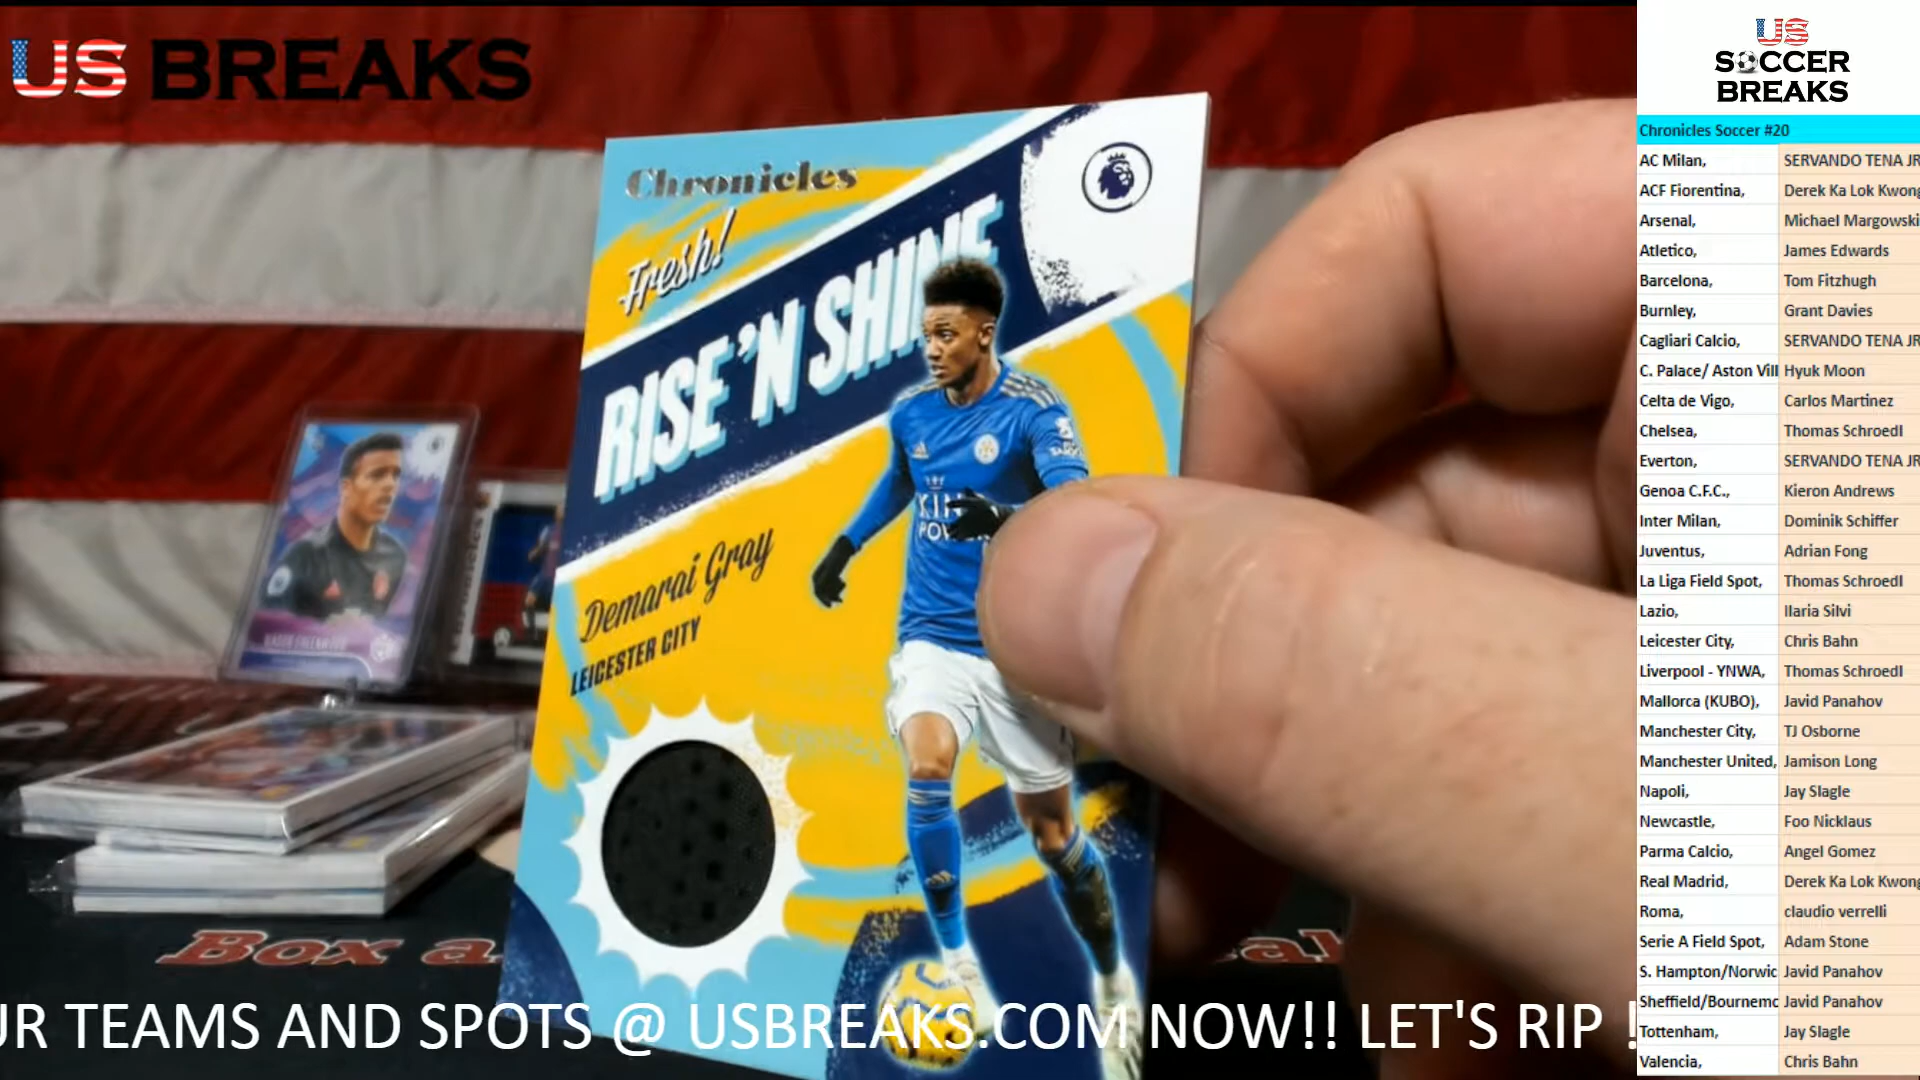 US BREAKS
Chronicles
Fresh!
RISE 'N SHINE
KING
POWER
Demarai Gray
LEICESTER CITY
Box a
UR TEAMS AND SPOTS @ USBREAKS.COM NOW!! LET'S RIP !
US
SOCCER
BREAKS
Chronicles Soccer #20
AC Milan, SERVANDO TENA JR
ACF Fiorentina, Derek Ka Lok Kwong
Arsenal, Michael Margowski
Atletico, James Edwards
Barcelona, Tom Fitzhugh
Burnley, Grant Davies
Cagliari Calcio, SERVANDO TENA JR
C. Palace/ Aston Vill Hyuk Moon
Celta de Vigo, Carlos Martinez
Chelsea, Thomas Schroedl
Everton, SERVANDO TENA JR
Genoa C.F.C., Kieron Andrews
Inter Milan, Dominik Schiffer
Juventus, Adrian Fong
La Liga Field Spot, Thomas Schroedl
Lazio, Ilaria Silvi
Leicester City, Chris Bahn
Liverpool - YNWA, Thomas Schroedl
Mallorca (KUBO), Javid Panahov
Manchester City, TJ Osborne
Manchester United, Jamison Long
Napoli, Jay Slagle
Newcastle, Foo Nicklaus
Parma Calcio, Angel Gomez
Real Madrid, Derek Ka Lok Kwong
Roma, claudio verrelli
Serie A Field Spot, Adam Stone
S. Hampton/Norwic Javid Panahov
Sheffield/Bournemo Javid Panahov
Tottenham, Jay Slagle
Valencia, Chris Bahn